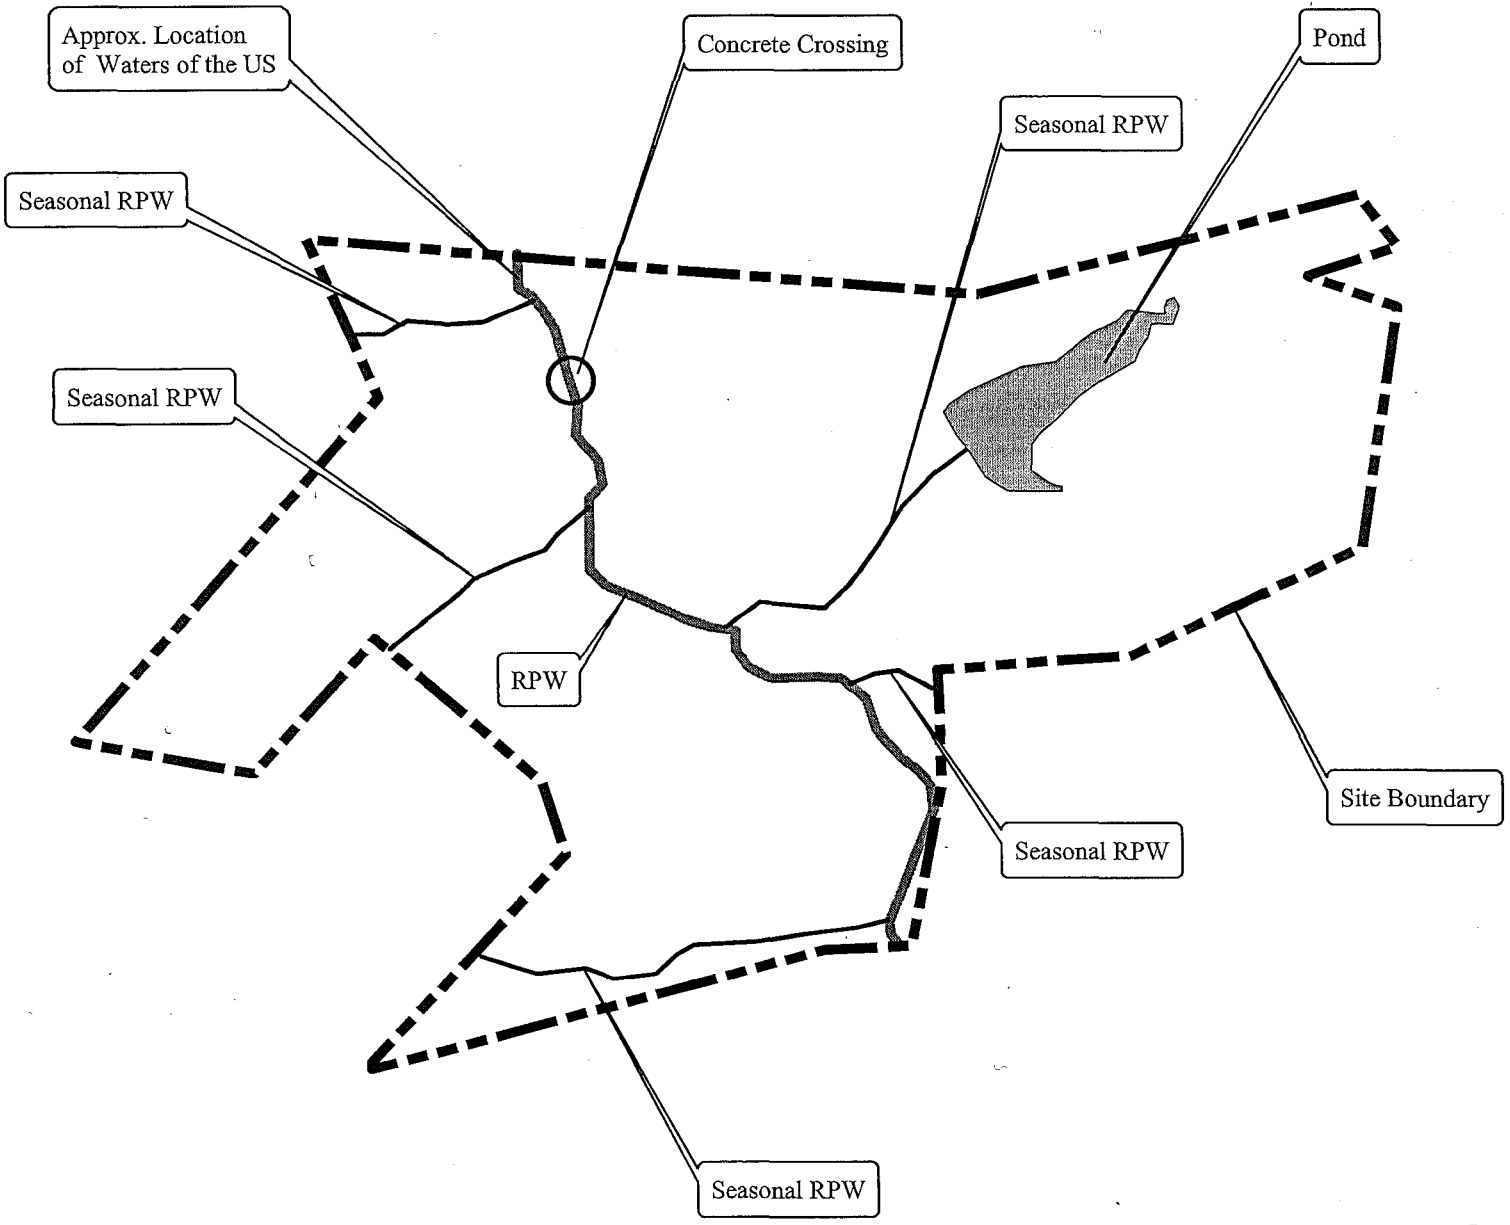 Approx. Location
of Waters of the US
Concrete Crossing
Pond
Seasonal RPW
Seasonal RPW
Seasonal RPW
RPW
Site Boundary
Seasonal RPW
Seasonal RPW